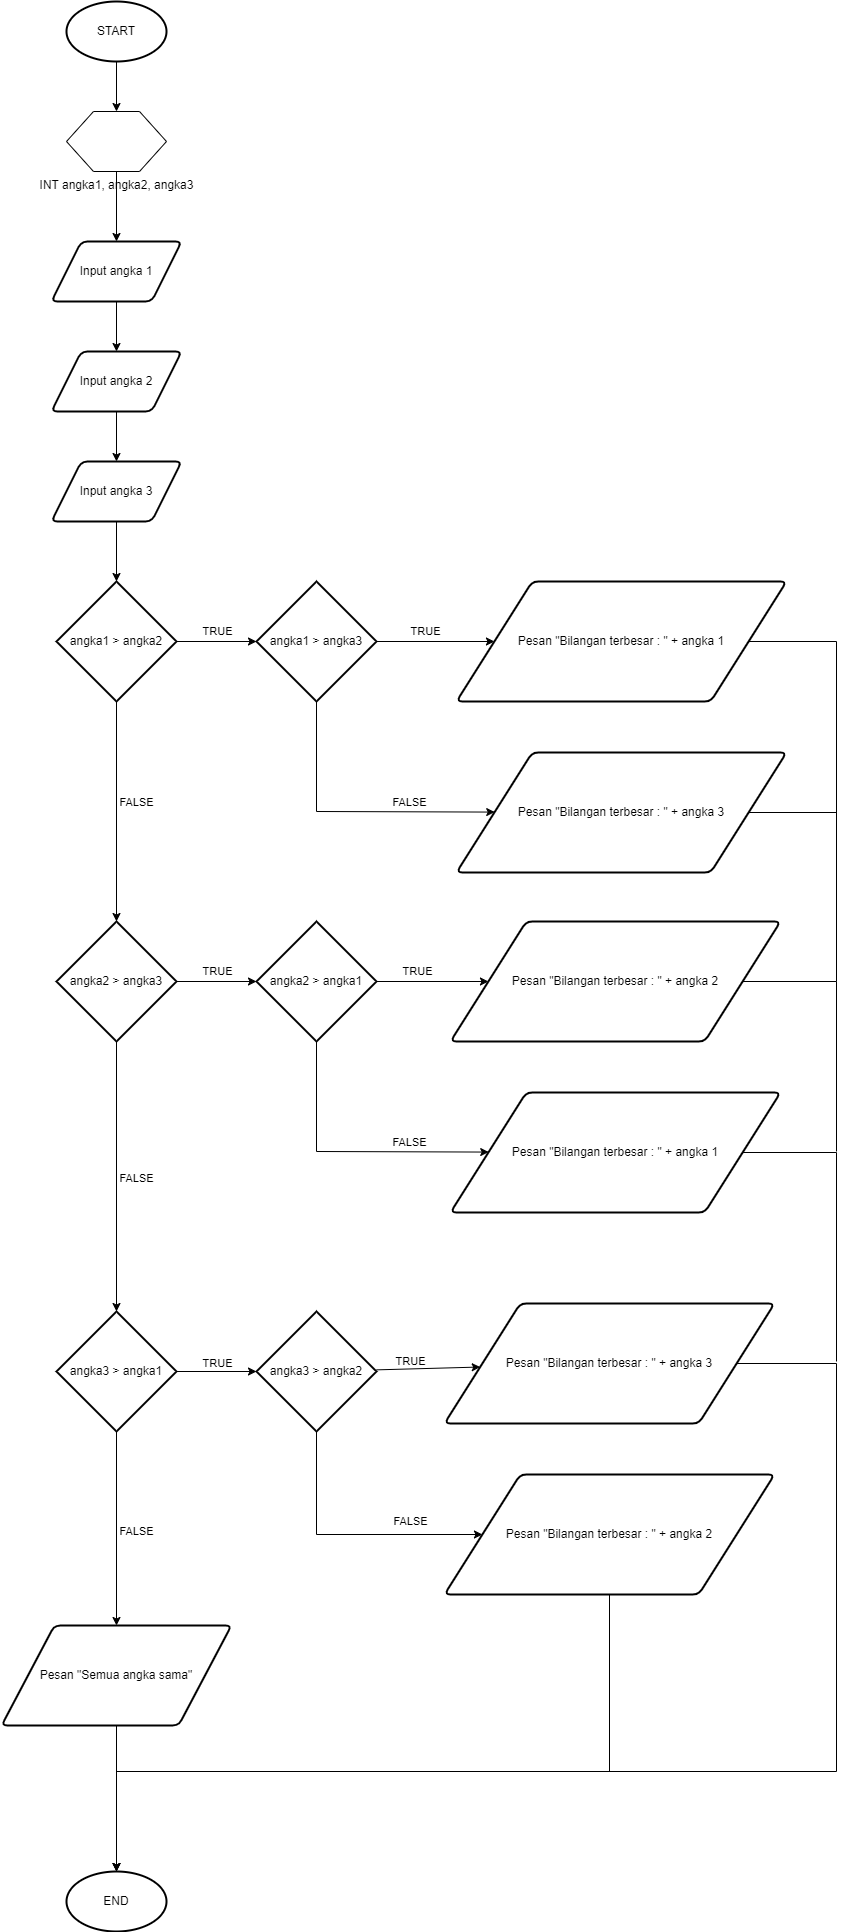 START
INT angka1, angka2, angka3
Input angka 1
Input angka 2
Input angka 3
angka1 > angka2
TRUE
angka1 > angka3
TRUE
Pesan "Bilangan terbesar : " + angka 1
FALSE
FALSE
Pesan "Bilangan terbesar : " + angka 3
angka2 > angka3
TRUE
angka2 > angka1
TRUE
Pesan "Bilangan terbesar : " + angka 2
FALSE
Pesan "Bilangan terbesar : " + angka 1
FALSE
angka3 > angka1
TRUE
angka3 > angka2
TRUE
Pesan "Bilangan terbesar : " + angka 3
FALSE
FALSE
Pesan "Bilangan terbesar : " + angka 2
Pesan "Semua angka sama"
END